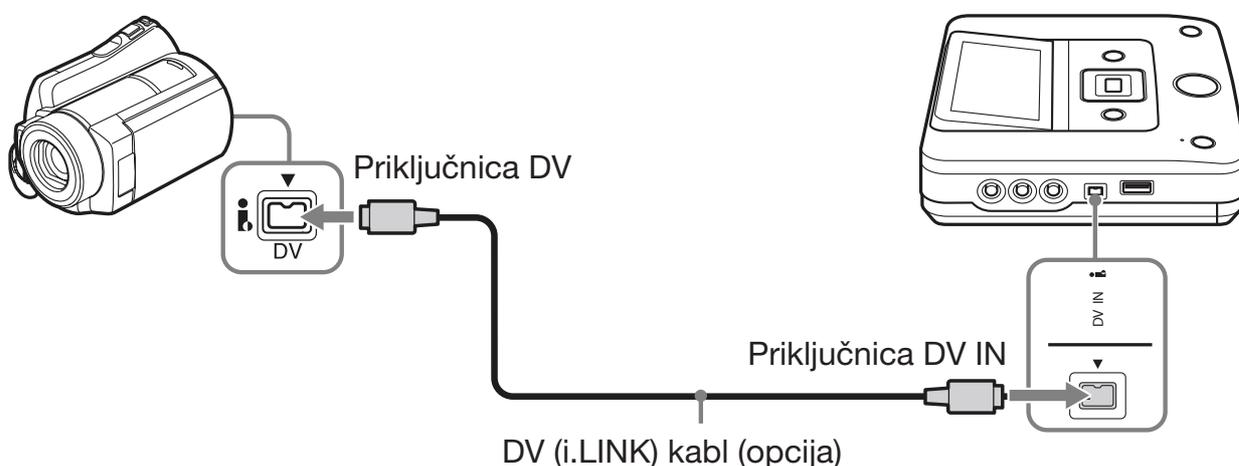 Priključnica DV
DV
DV IN
Priključnica DV IN
DV (i.LINK) kabl (opcija)